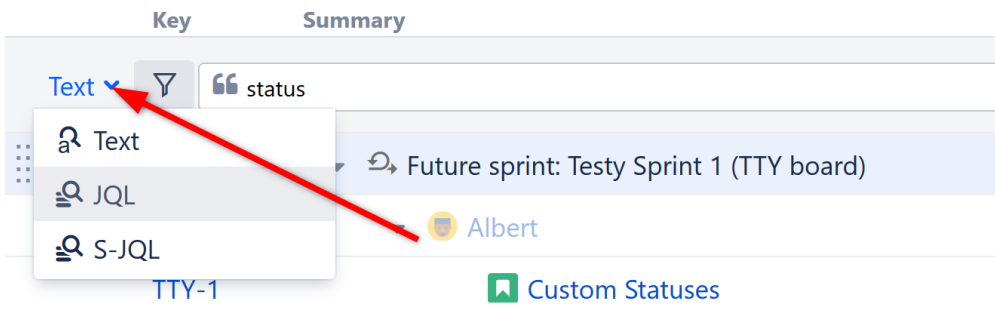 Key Summary
Text status
Text
JQL
S-JQL
Future sprint: Testy Sprint 1 (TTY board)
Albert
TTY-1 Custom Statuses